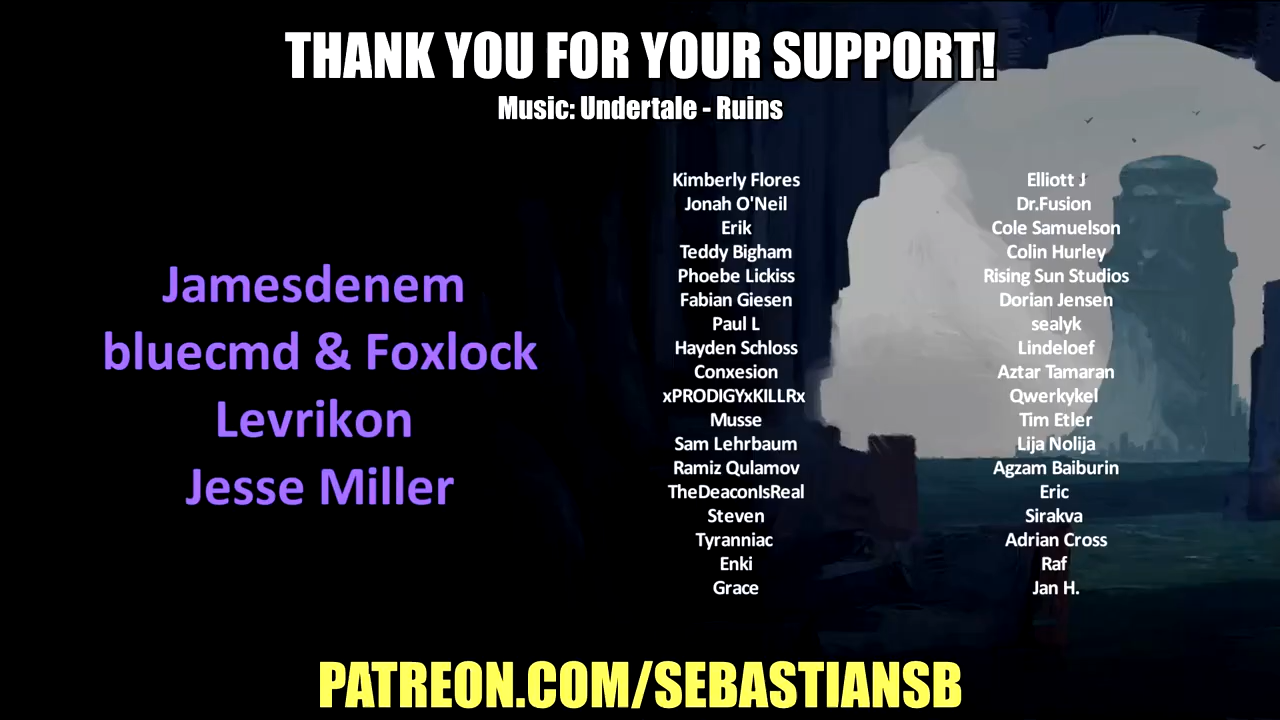 THANK YOU FOR YOUR SUPPORT!
Music: Undertale - Ruins
Jamesdenem
bluecmd & Foxlock
Levrikon
Jesse Miller
Kimberly Flores
Jonah O'Neil
Erik
Teddy Bigham
Phoebe Lickiss
Fabian Giesen
Paul L
Hayden Schloss
Conxesion
xPRODIGYxKILLRx
Musse
Sam Lehrbaum
Ramiz Qulamov
TheDeaconIsReal
Steven
Tyranniac
Enki
Grace
Elliott J
Dr.Fusion
Cole Samuelson
Colin Hurley
Rising Sun Studios
Dorian Jensen
sealyk
Lindeloef
Aztar Tamaran
Qwerkykel
Tim Etler
Lija Nolija
Agzam Baiburin
Eric
Sirakva
Adrian Cross
Raf
Jan H.
PATREON.COM/SEBASTIANSB